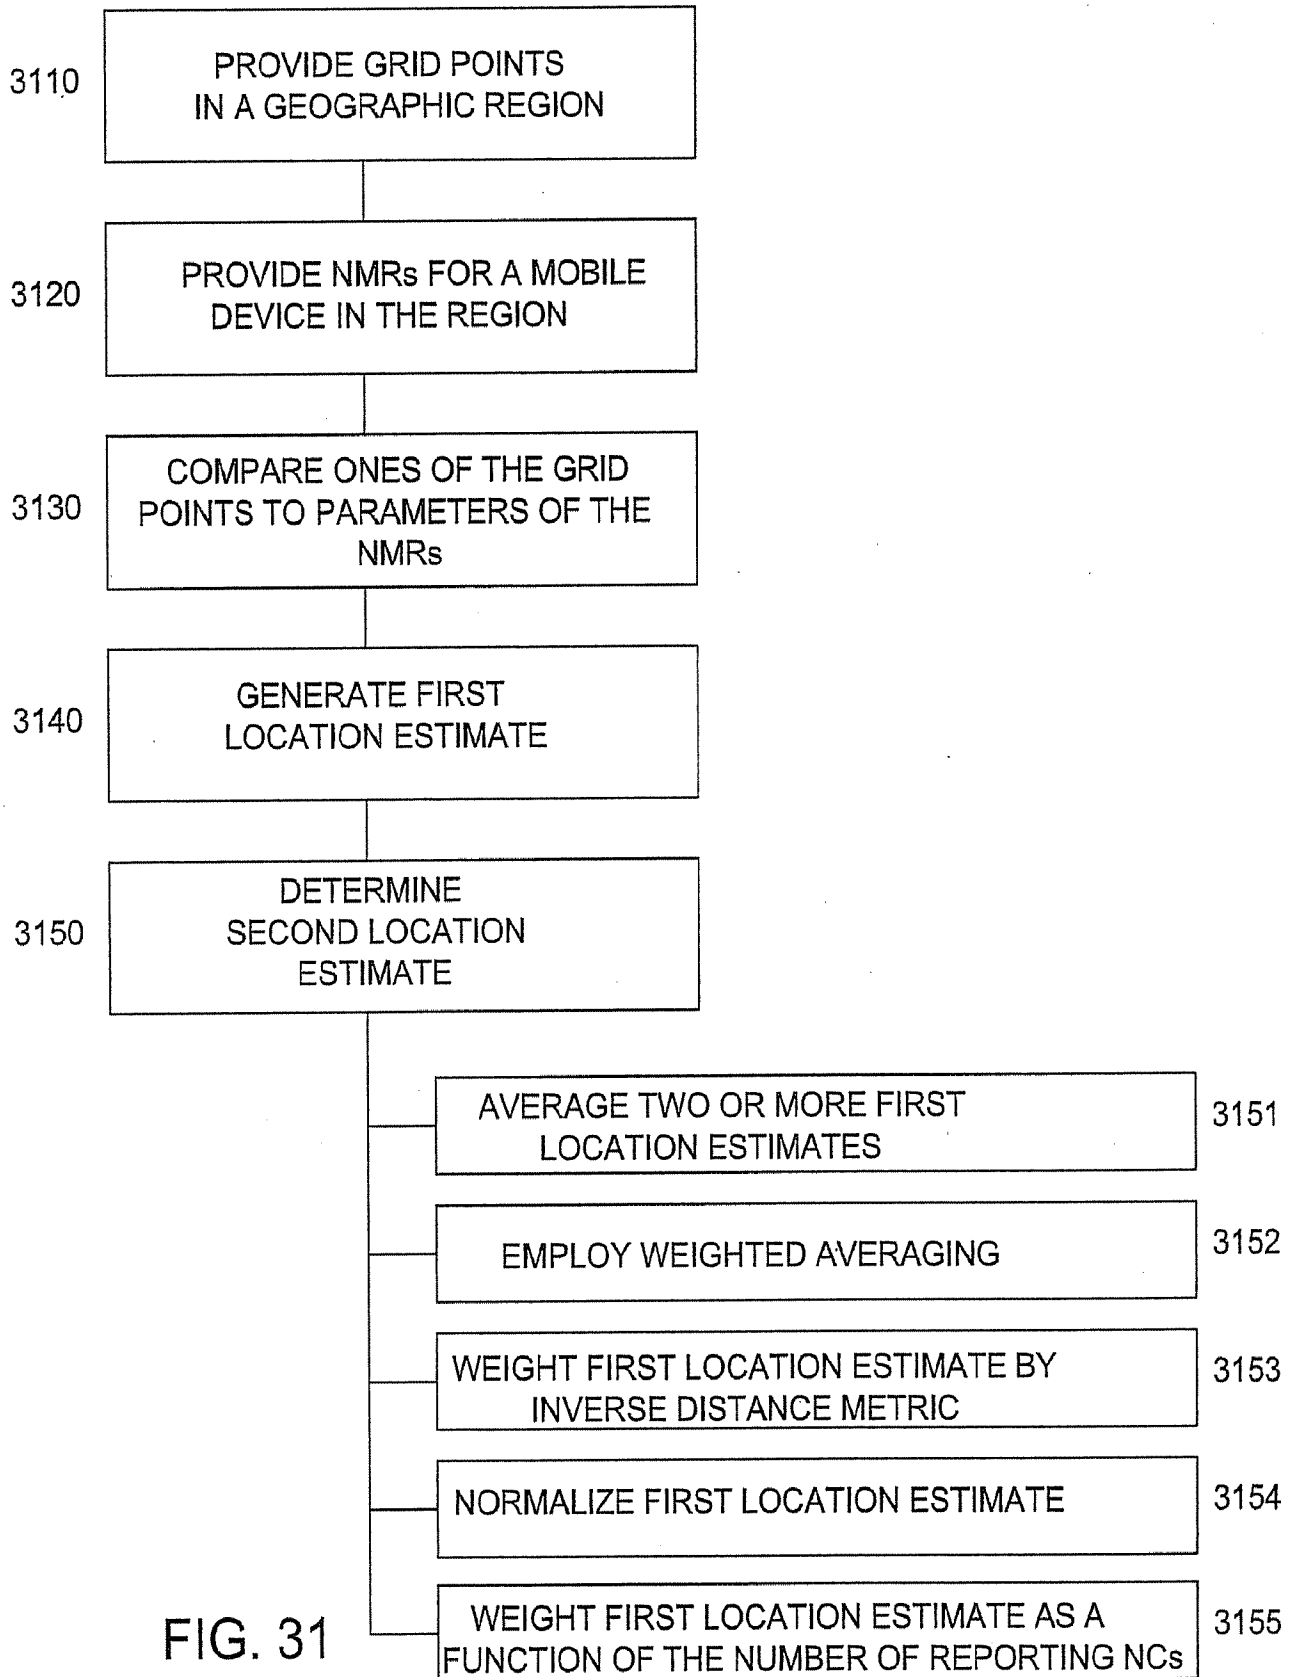 3110
PROVIDE GRID POINTS
IN A GEOGRAPHIC REGION
3120
PROVIDE NMRs FOR A MOBILE
DEVICE IN THE REGION
3130
COMPARE ONES OF THE GRID
POINTS TO PARAMETERS OF THE
NMRs
3140
GENERATE FIRST
LOCATION ESTIMATE
3150
DETERMINE
SECOND LOCATION
ESTIMATE
AVERAGE TWO OR MORE FIRST
LOCATION ESTIMATES
3151
EMPLOY WEIGHTED AVERAGING
3152
WEIGHT FIRST LOCATION ESTIMATE BY
INVERSE DISTANCE METRIC
3153
NORMALIZE FIRST LOCATION ESTIMATE
3154
WEIGHT FIRST LOCATION ESTIMATE AS A
FUNCTION OF THE NUMBER OF REPORTING NCs
3155
FIG. 31